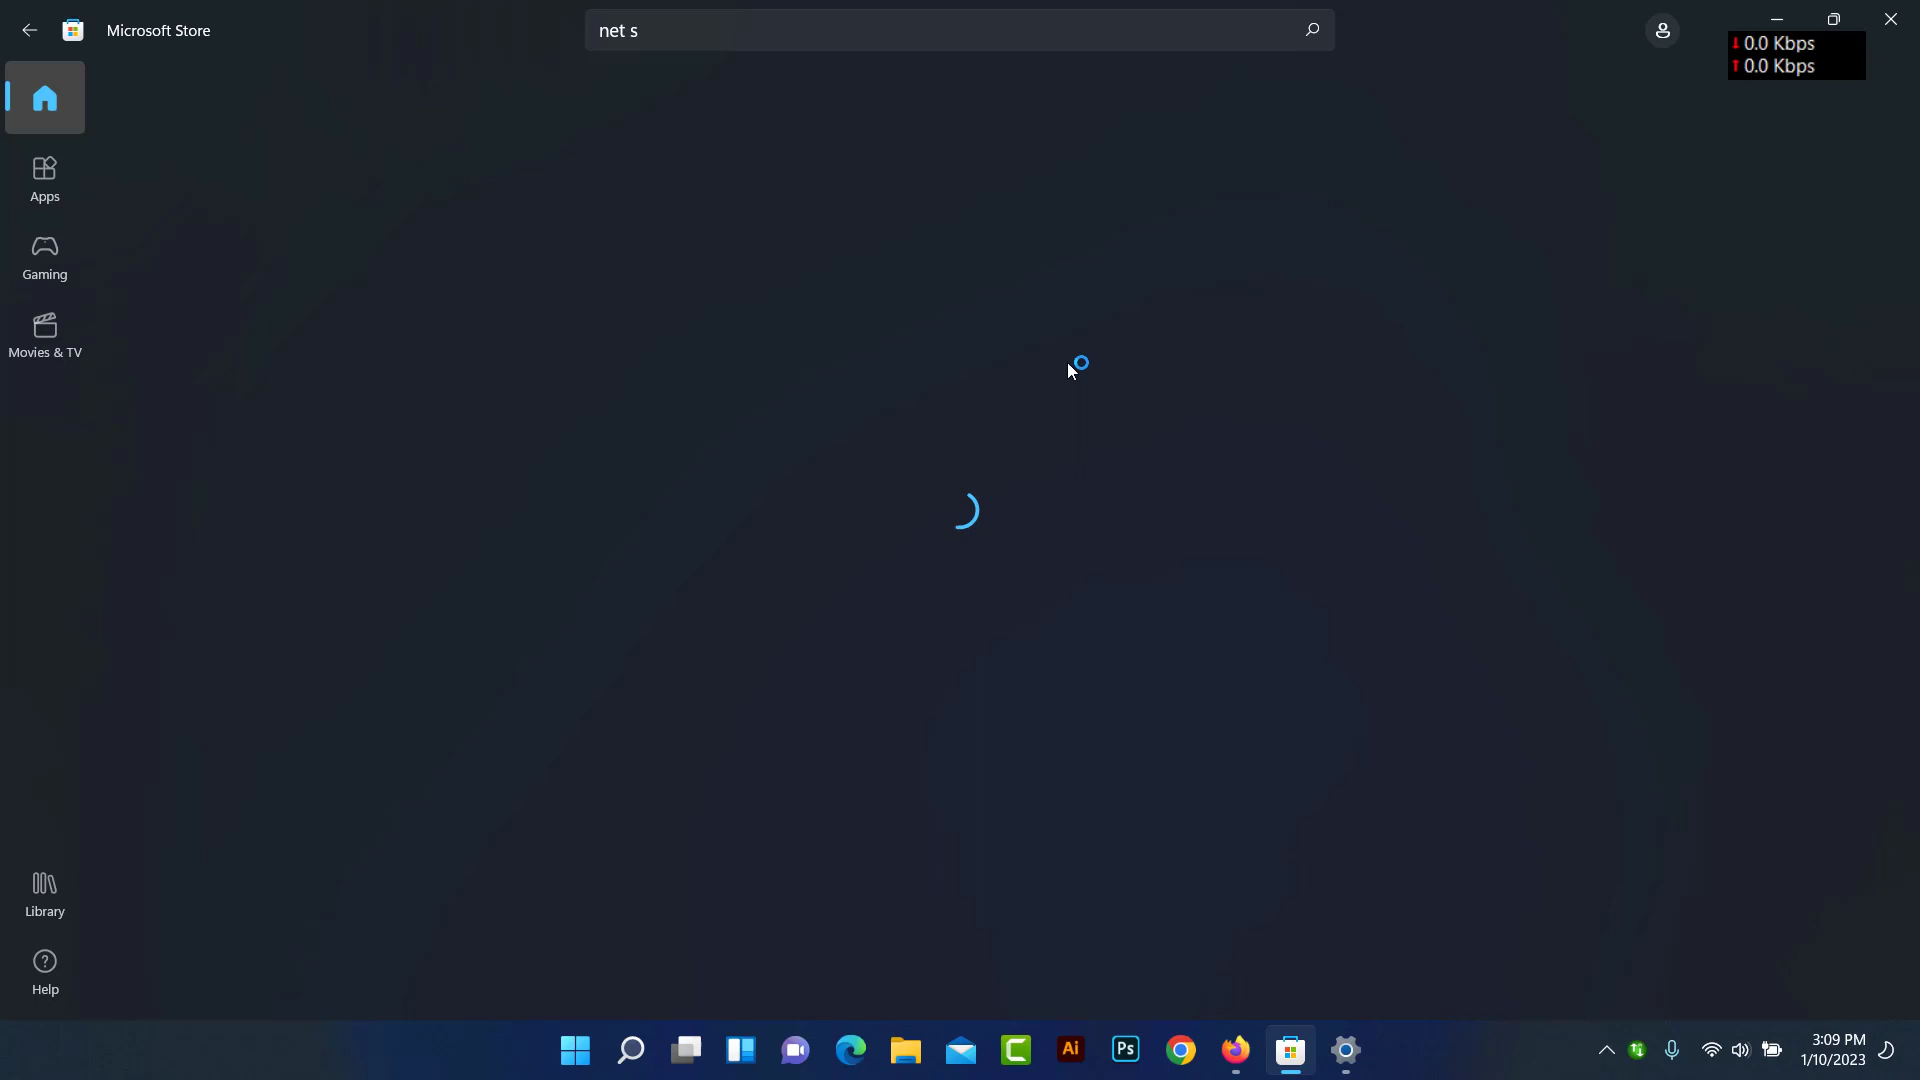 Microsoft Store
net s
↓ 0.0 Kbps
↑ 0.0 Kbps
Apps
Gaming
Movies & TV
Library
Help
Ai
Ps
3:09 PM
1/10/2023